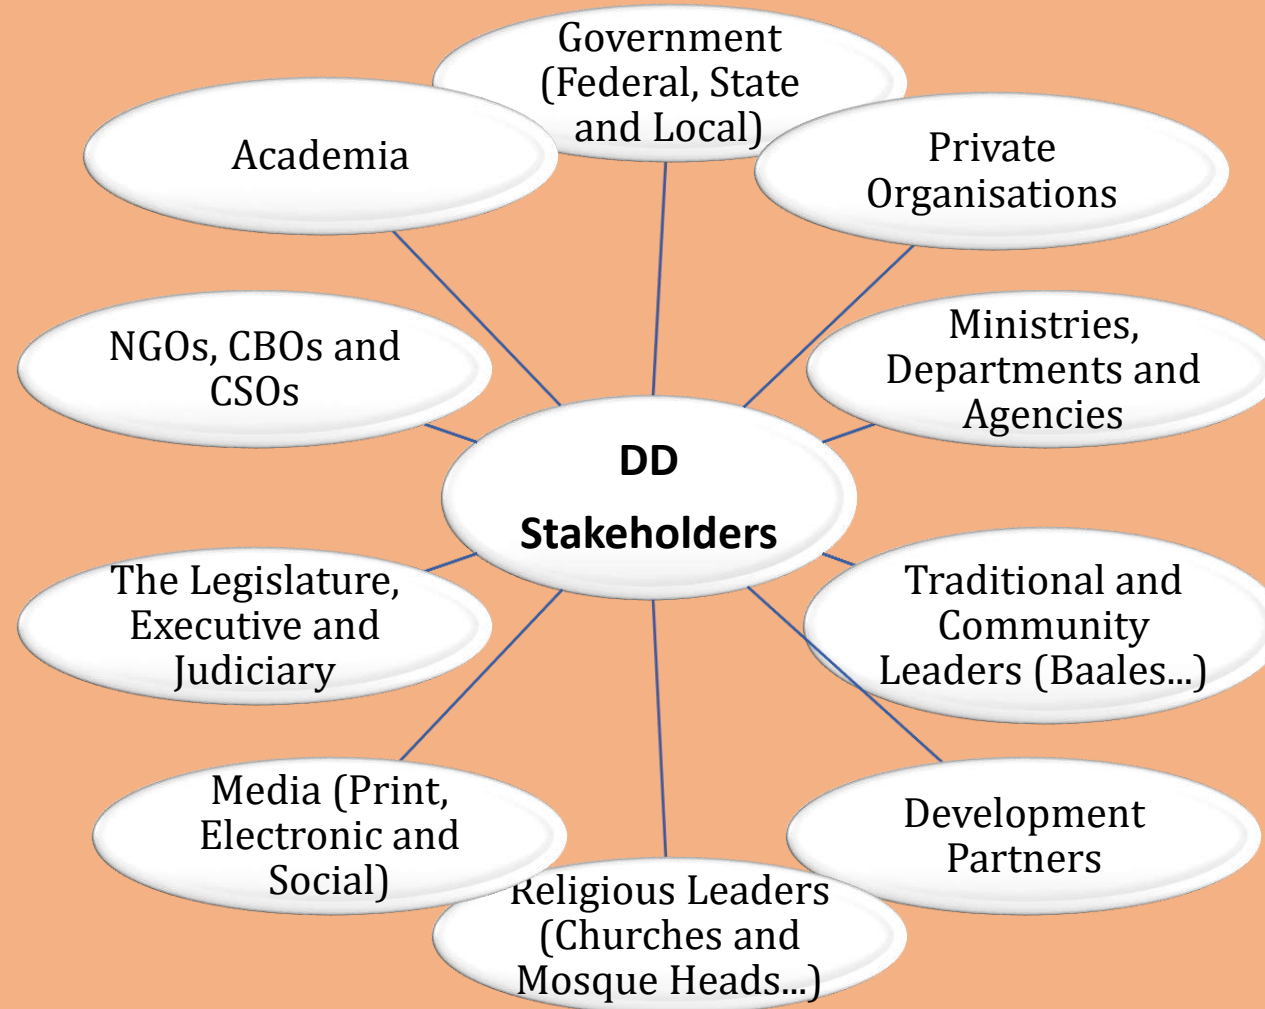 Government
(Federal, State
and Local)
Academia
Private
Organisations
NGOs, CBOs and
CSOs
Ministries,
Departments and
Agencies
DD
Stakeholders
The Legislature,
Executive and
Judiciary
Traditional and
Community
Leaders (Baales...)
Media (Print,
Electronic and
Social)
Development
Partners
Religious Leaders
(Churches and
Mosque Heads...)